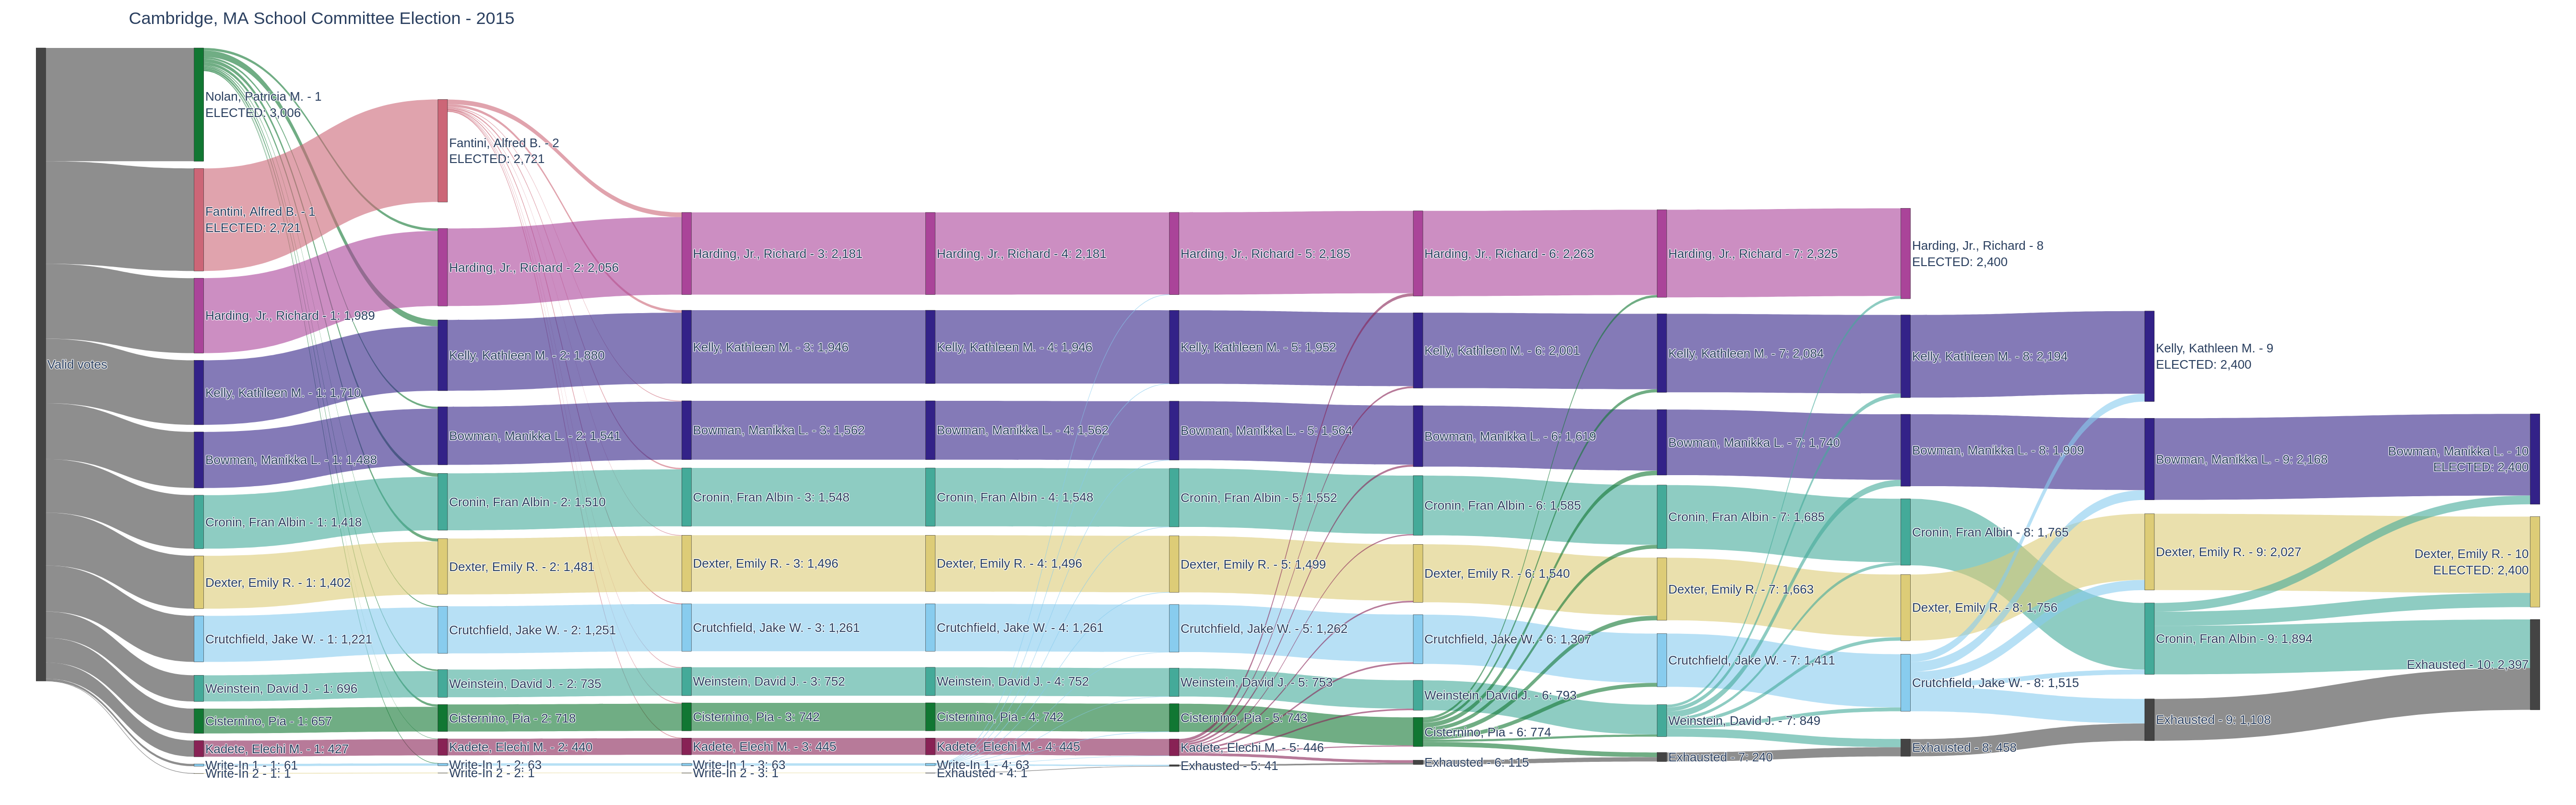 Cambridge, MA School Committee Election - 2015
Valid votes
Nolan, Patricia M. - 1
ELECTED: 3,006
Fantini, Alfred B. - 1
ELECTED: 2,721
Harding, Jr., Richard - 1: 1,989
Kelly, Kathleen M. - 1: 1,710
Bowman, Manikka L. - 1: 1,488
Cronin, Fran Albin - 1: 1,418
Dexter, Emily R. - 1: 1,402
Crutchfield, Jake W. - 1: 1,221
Weinstein, David J. - 1: 696
Cisternino, Pia - 1: 657
Kadete, Elechi M. - 1: 427
Write-In 1 - 1: 61
Write-In 2 - 1: 1
Fantini, Alfred B. - 2
ELECTED: 2,721
Harding, Jr., Richard - 2: 2,056
Kelly, Kathleen M. - 2: 1,880
Bowman, Manikka L. - 2: 1,541
Cronin, Fran Albin - 2: 1,510
Dexter, Emily R. - 2: 1,481
Crutchfield, Jake W. - 2: 1,251
Weinstein, David J. - 2: 735
Cisternino, Pia - 2: 718
Kadete, Elechi M. - 2: 440
Write-In 1 - 2: 63
Write-In 2 - 2: 1
Harding, Jr., Richard - 3: 2,181
Kelly, Kathleen M. - 3: 1,946
Bowman, Manikka L. - 3: 1,562
Cronin, Fran Albin - 3: 1,548
Dexter, Emily R. - 3: 1,496
Crutchfield, Jake W. - 3: 1,261
Weinstein, David J. - 3: 752
Cisternino, Pia - 3: 742
Kadete, Elechi M. - 3: 445
Write-In 1 - 3: 63
Write-In 2 - 3: 1
Harding, Jr., Richard - 4: 2,181
Kelly, Kathleen M. - 4: 1,946
Bowman, Manikka L. - 4: 1,562
Cronin, Fran Albin - 4: 1,548
Dexter, Emily R. - 4: 1,496
Crutchfield, Jake W. - 4: 1,261
Weinstein, David J. - 4: 752
Cisternino, Pia - 4: 742
Kadete, Elechi M. - 4: 445
Write-In 1 - 4: 63
Exhausted - 4: 1
Harding, Jr., Richard - 5: 2,185
Kelly, Kathleen M. - 5: 1,952
Bowman, Manikka L. - 5: 1,564
Cronin, Fran Albin - 5: 1,552
Dexter, Emily R. - 5: 1,499
Crutchfield, Jake W. - 5: 1,262
Weinstein, David J. - 5: 753
Cisternino, Pia - 5: 743
Kadete, Elechi M. - 5: 446
Exhausted - 5: 41
Harding, Jr., Richard - 6: 2,263
Kelly, Kathleen M. - 6: 2,001
Bowman, Manikka L. - 6: 1,619
Cronin, Fran Albin - 6: 1,585
Dexter, Emily R. - 6: 1,540
Crutchfield, Jake W. - 6: 1,307
Weinstein, David J. - 6: 793
Cisternino, Pia - 6: 774
Exhausted - 6: 115
Harding, Jr., Richard - 7: 2,325
Kelly, Kathleen M. - 7: 2,084
Bowman, Manikka L. - 7: 1,740
Cronin, Fran Albin - 7: 1,685
Dexter, Emily R. - 7: 1,663
Crutchfield, Jake W. - 7: 1,411
Weinstein, David J. - 7: 849
Exhausted - 7: 240
Harding, Jr., Richard - 8
ELECTED: 2,400
Kelly, Kathleen M. - 8: 2,194
Bowman, Manikka L. - 8: 1,909
Cronin, Fran Albin - 8: 1,765
Dexter, Emily R. - 8: 1,756
Crutchfield, Jake W. - 8: 1,515
Exhausted - 8: 458
Kelly, Kathleen M. - 9
ELECTED: 2,400
Bowman, Manikka L. - 9: 2,168
Dexter, Emily R. - 9: 2,027
Cronin, Fran Albin - 9: 1,894
Exhausted - 9: 1,108
Bowman, Manikka L. - 10
ELECTED: 2,400
Dexter, Emily R. - 10
ELECTED: 2,400
Exhausted - 10: 2,397